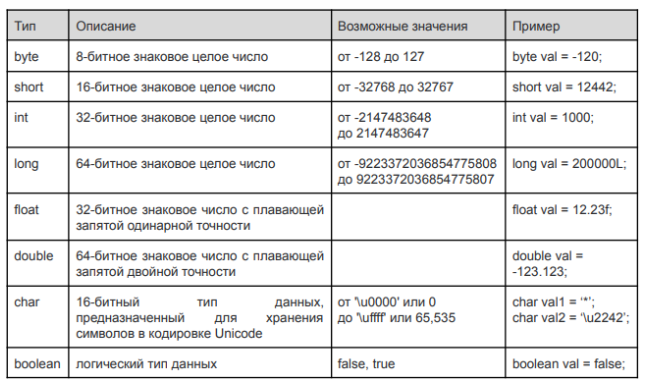 Тип Описание Возможные значения Пример
byte 8-битное знаковое целое число от -128 до 127 byte val = -120;
short 16-битное знаковое целое число от -32768 до 32767 short val = 12442;
int 32-битное знаковое целое число от -2147483648 int val = 1000;
до 2147483647
long 64-битное знаковое целое число от -9223372036854775808 long val = 200000L;
до 9223372036854775807
float 32-битное знаковое число с плавающей float val = 12.23f;
запятой одинарной точности
double 64-битное знаковое число с плавающей double val =
запятой двойной точности -123.123;
char 16-битный тип данных, от '\u0000' или 0 char val1 = ‘*’;
предназначенный для хранения до '\uffff' или 65,535 char val2 = ‘\u2242’;
символов в кодировке Unicode
boolean логический тип данных false, true boolean val = false;